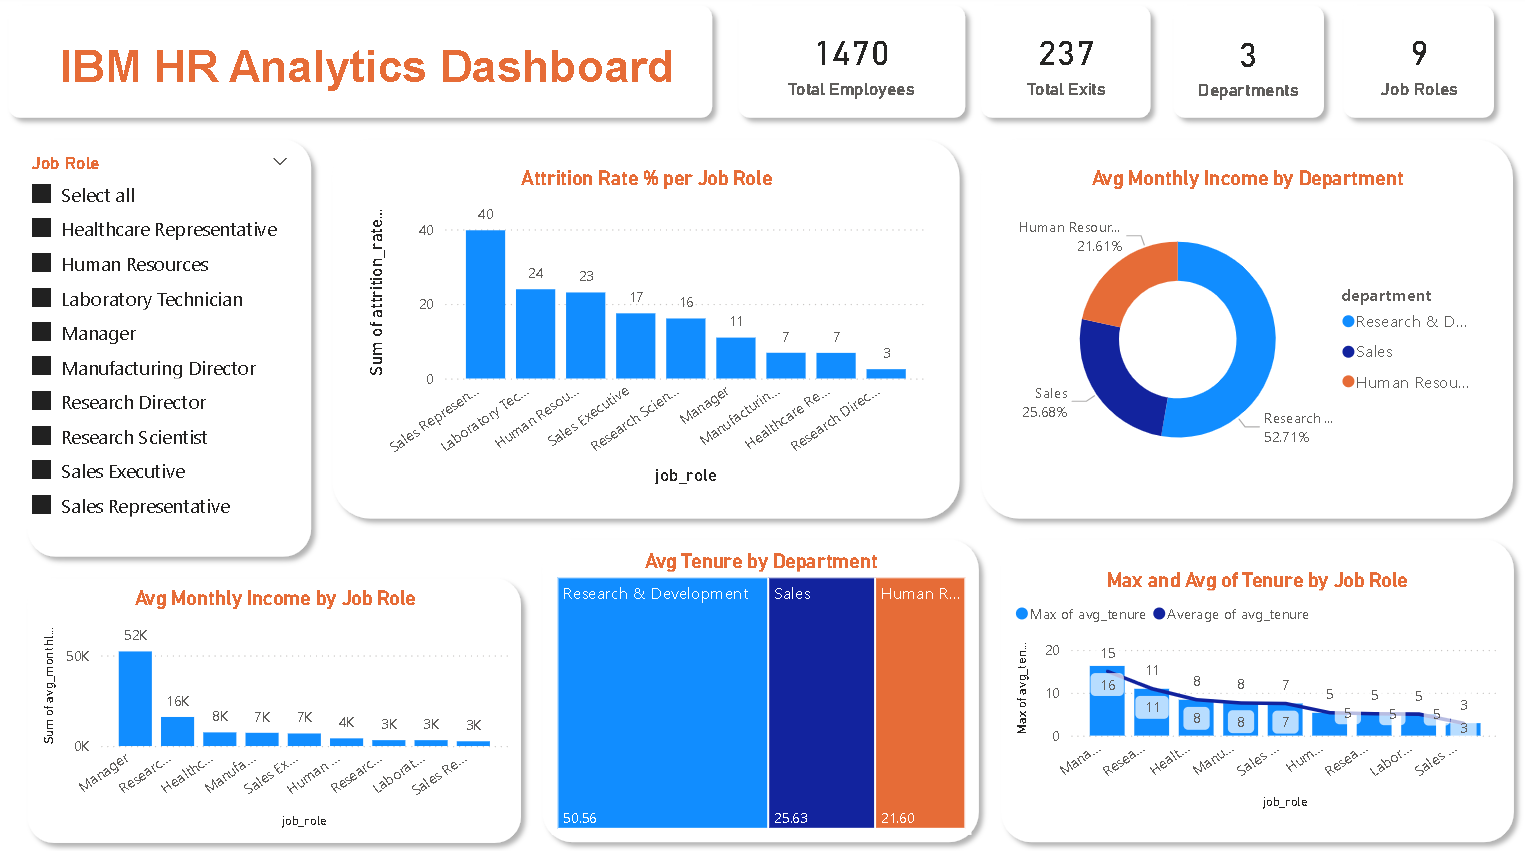 IBM HR Analytics Dashboard
1470
Total Employees
237
Total Exits
3
Departments
9
Job Roles
Job Role
Select all
Healthcare Representative
Human Resources
Laboratory Technician
Manager
Manufacturing Director
Research Director
Research Scientist
Sales Executive
Sales Representative
Attrition Rate % per Job Role
Sum of attrition_rate...
40
20
0
40
24
23
17
16
11
7
7
3
Sales Represen...
Laboratory Tec...
Human Resou...
Sales Executive
Research Scien...
Manager
Manufacturin...
Healthcare Re...
Research Direc...
job_role
Avg Monthly Income by Department
Human Resour...
21.61%
Sales
25.68%
Research ...
52.71%
department
Research & D...
Sales
Human Resou...
Avg Monthly Income by Job Role
Sum of avg_monthl...
50K
0K
52K
16K
8K
7K
7K
4K
3K
3K
3K
Manager
Researc...
Healthc...
Manufa...
Sales Ex...
Human ...
Researc...
Laborat...
Sales Re...
job_role
Avg Tenure by Department
Research & Development
50.56
Sales
25.63
Human R...
21.60
Max and Avg of Tenure by Job Role
Max of avg_tenure
Average of avg_tenure
Max of avg_ten...
20
10
0
15
11
8
8
7
5
5
5
3
16
11
8
8
7
5
5
5
3
Mana...
Resea...
Healt...
Manu...
Sales ...
Hum...
Resea...
Labor...
Sales ...
job_role